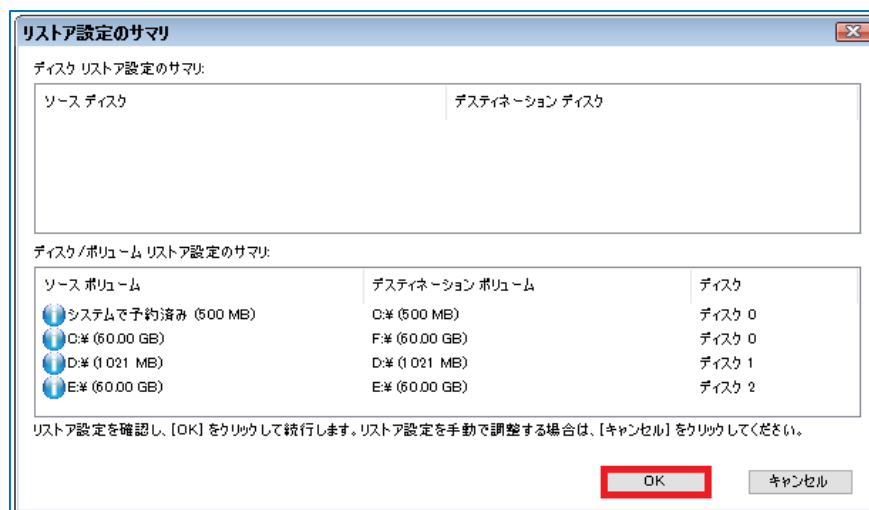 リストア設定のサマリ
ディスク リストア設定のサマリ:
ソース ディスク デスティネーション ディスク
ディスク/ボリューム リストア設定のサマリ:
ソース ボリューム デスティネーション ボリューム ディスク
システムで予約済み (500 MB) C:¥ (500 MB) ディスク 0
C:¥ (60.00 GB) F:¥ (60.00 GB) ディスク 0
D:¥ (1021 MB) D:¥ (1021 MB) ディスク 1
E:¥ (60.00 GB) E:¥ (60.00 GB) ディスク 2
リストア設定を確認し、[OK] をクリックして続行します。リストア設定を手動で調整する場合は、[キャンセル] をクリックしてください。
OK キャンセル